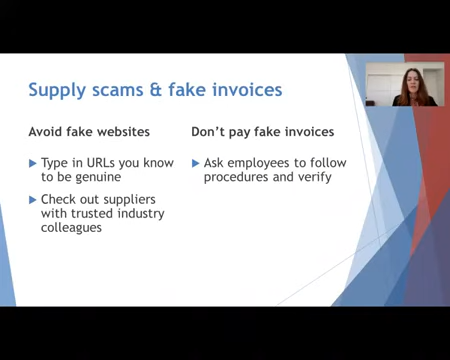 Supply scams & fake invoices
Avoid fake websites
Type in URLs you know
to be genuine
Check out suppliers
with trusted industry
colleagues
Don't pay fake invoices
Ask employees to follow
procedures and verify